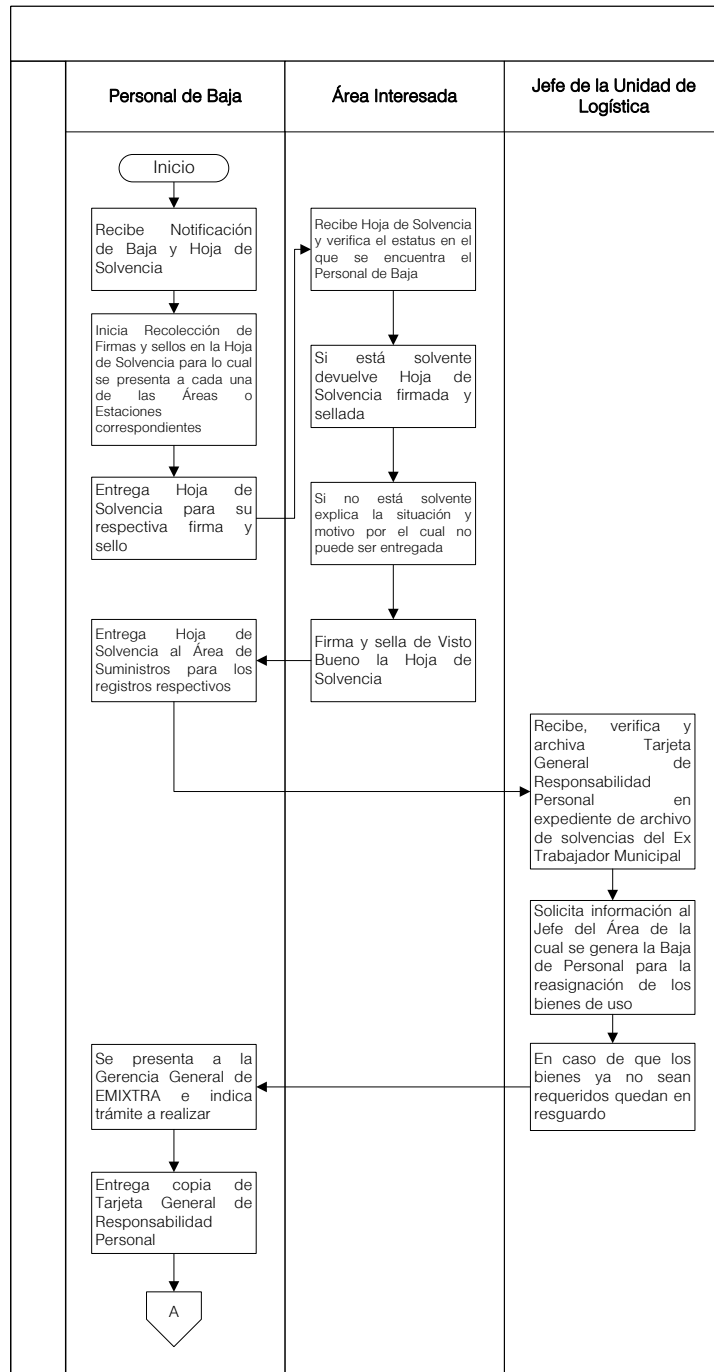 Personal de Baja
Área Interesada
Jefe de la Unidad de
Logística
Inicio
Recibe Notificación
de Baja y Hoja de
Solvencia
Inicia Recolección de
Firmas y sellos en la Hoja
de Solvencia para lo cual
se presenta a cada una
de las Áreas o
Estaciones
correspondientes
Entrega Hoja de
Solvencia para su
respectiva firma y
sello
Recibe Hoja de Solvencia
y verifica el estatus en el
que se encuentra el
Personal de Baja
Si está solvente
devuelve Hoja de
Solvencia firmada y
sellada
Si no está solvente
explica la situación y
motivo por el cual no
puede ser entregada
Firma y sella de Visto
Bueno la Hoja de
Solvencia
Entrega Hoja de
Solvencia al Área de
Suministros para los
registros respectivos
Recibe, verifica y
archiva Tarjeta
General de
Responsabilidad
Personal en
expediente de archivo
de solvencias del Ex
Trabajador Municipal
Solicita información al
Jefe del Área de la
cual se genera la Baja
de Personal para la
reasignación de los
bienes de uso
En caso de que los
bienes ya no sean
requeridos quedan en
resguardo
Se presenta a la
Gerencia General de
EMIXTRA e indica
trámite a realizar
Entrega copia de
Tarjeta General de
Responsabilidad
Personal
A